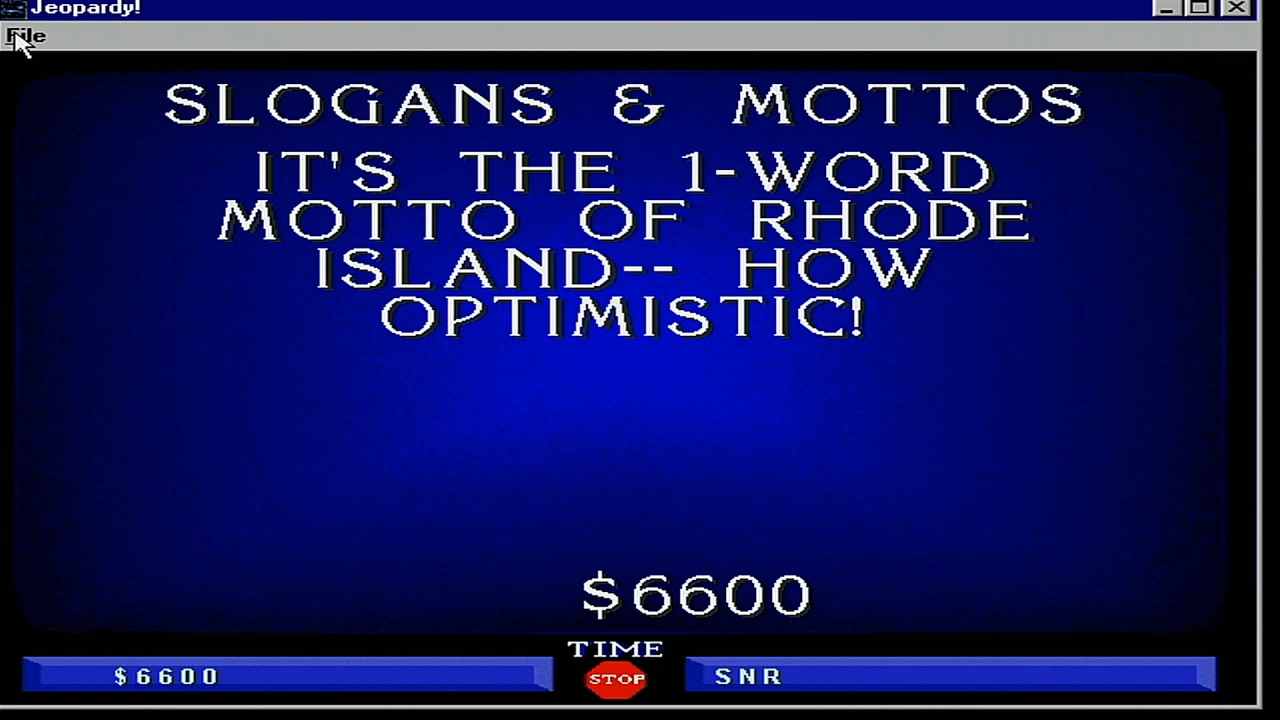 Jeopardy!
File
SLOGANS & MOTTOS
IT'S THE 1-WORD
MOTTO OF RHODE
ISLAND-- HOW
OPTIMISTIC!
$6600
TIME
$6600
STOP
SNR